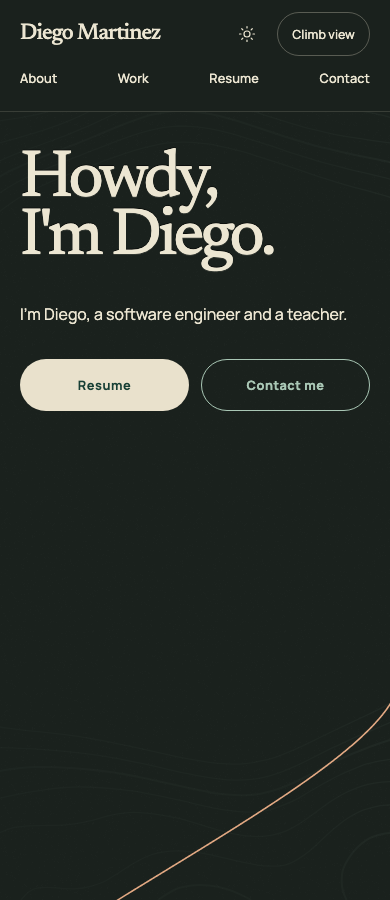 Diego Martinez
Climb view
About Work Resume Contact
Howdy,
I'm Diego.
I'm Diego, a software engineer and a teacher.
Resume Contact me